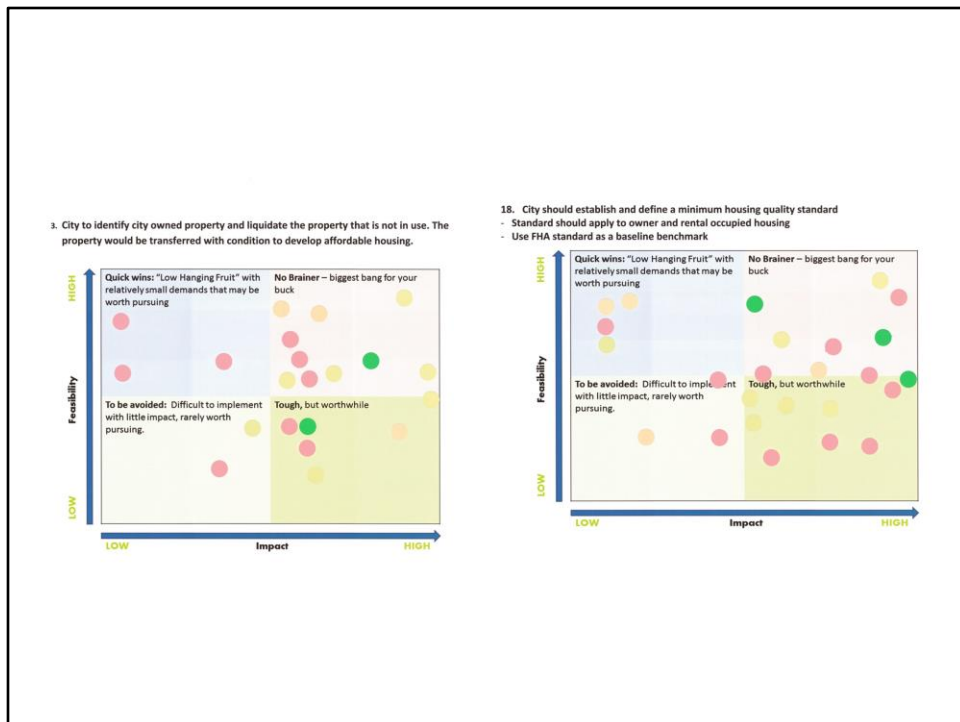 3. City to identify city owned property and liquidate the property that is not in use. The
property would be transferred with condition to develop affordable housing.
HIGH
Feasibility
LOW
Quick wins: “Low Hanging Fruit” with
relatively small demands that may be
worth pursuing
No Brainer – biggest bang for your
buck
To be avoided: Difficult to implement
with little impact, rarely worth
pursuing.
Tough, but worthwhile
LOW
Impact
HIGH
18. City should establish and define a minimum housing quality standard
- Standard should apply to owner and rental occupied housing
- Use FHA standard as a baseline benchmark
HIGH
Feasibility
LOW
Quick wins: “Low Hanging Fruit” with
relatively small demands that may be
worth pursuing
No Brainer – biggest bang for your
buck
To be avoided: Difficult to implement
with little impact, rarely worth
pursuing.
Tough, but worthwhile
LOW
Impact
HIGH